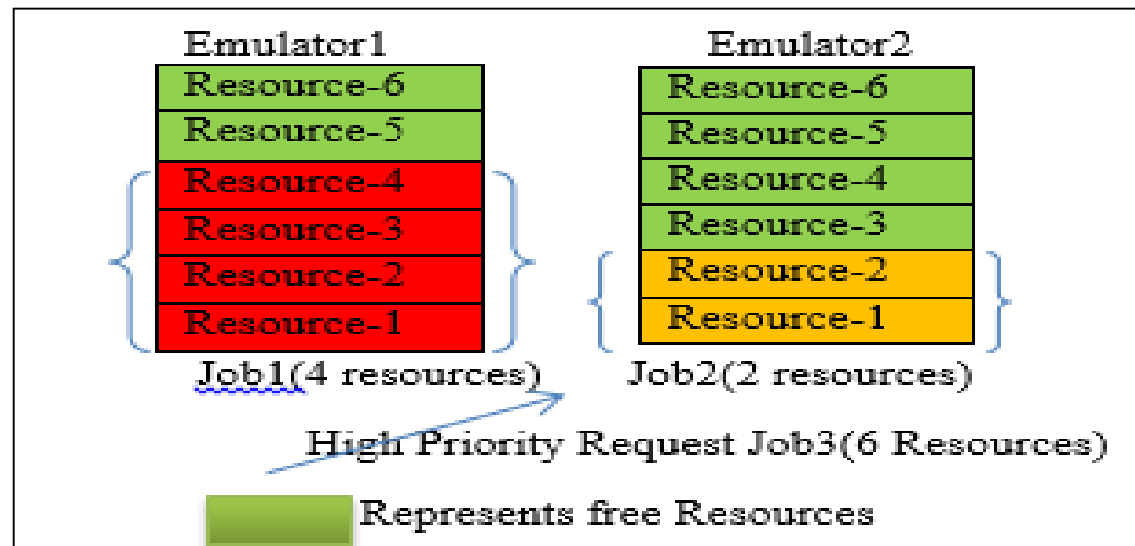 Emulator1
Resource-6
Resource-5
Resource-4
Resource-3
Resource-2
Resource-1
Job1(4 resources)
Emulator2
Resource-6
Resource-5
Resource-4
Resource-3
Resource-2
Resource-1
Job2(2 resources)
High Priority Request Job3(6 Resources)
Represents free Resources